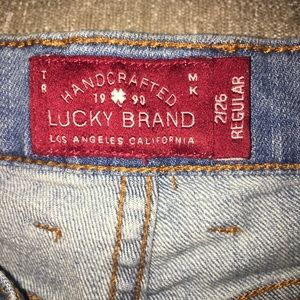 TR MK
HANDCRAFTED
19 90
LUCKY BRAND
LOS ANGELES CALIFORNIA
2/26
REGULAR